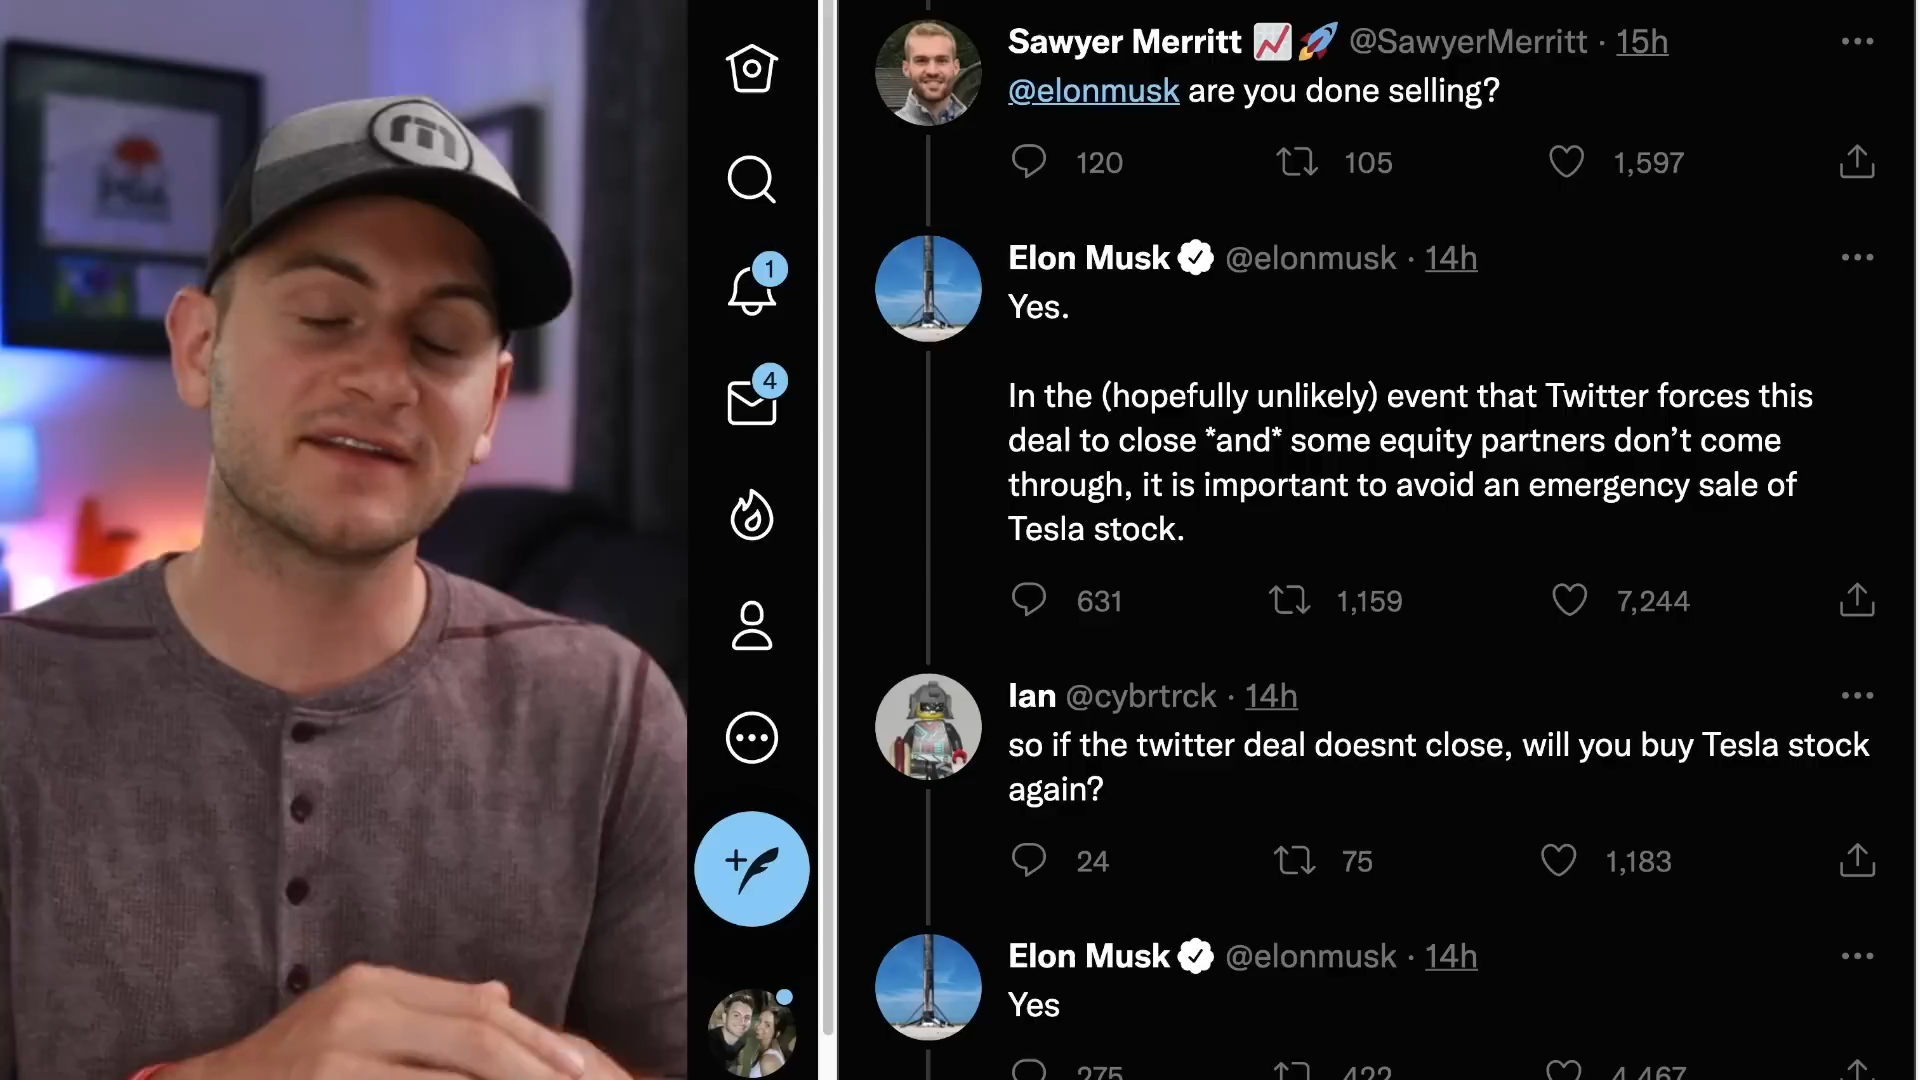 Sawyer Merritt 📈🚀 @SawyerMerritt · 15h
@elonmusk are you done selling?
120 105 1,597
Elon Musk @elonmusk · 14h
Yes.
In the (hopefully unlikely) event that Twitter forces this
deal to close *and* some equity partners don’t come
through, it is important to avoid an emergency sale of
Tesla stock.
631 1,159 7,244
Ian @cybrtrck · 14h
so if the twitter deal doesnt close, will you buy Tesla stock
again?
24 75 1,183
Elon Musk @elonmusk · 14h
Yes
275 422 4,467
1
4